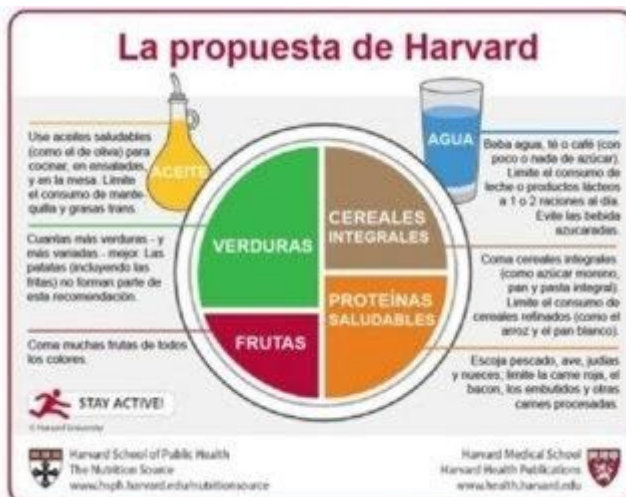 La propuesta de Harvard
Use aceites saludables
(como el de oliva) para
cocinar, en ensaladas,
y en la mesa. Limite
el consumo de mante-
quilla y grasas trans.
ACEITE
Cuantas más verduras - y
más variadas - mejor. Las
patatas (incluyendo las
fritas) no forman parte de
esta recomendación.
Coma muchas frutas de todos
los colores.
VERDURAS
FRUTAS
CEREALES
INTEGRALES
PROTEÍNAS
SALUDABLES
AGUA
Beba agua, té o café (con
poco o nada de azúcar).
Limite el consumo de
leche o productos lácteos
a 1 o 2 raciones al día.
Evite las bebida
azucaradas.
Coma cereales integrales
(como azúcar moreno,
pan y pasta integral).
Limite el consumo de
cereales refinados (como el
arroz y el pan blanco).
Escoja pescado, ave, judías
y nueces; limite la carne roja, el
bacon, los embutidos y otras
carnes procesadas.
STAY ACTIVE!
© Harvard University
Harvard School of Public Health
The Nutrition Source
www.hsph.harvard.edu/nutritionsource
Harvard Medical School
Harvard Health Publications
www.health.harvard.edu